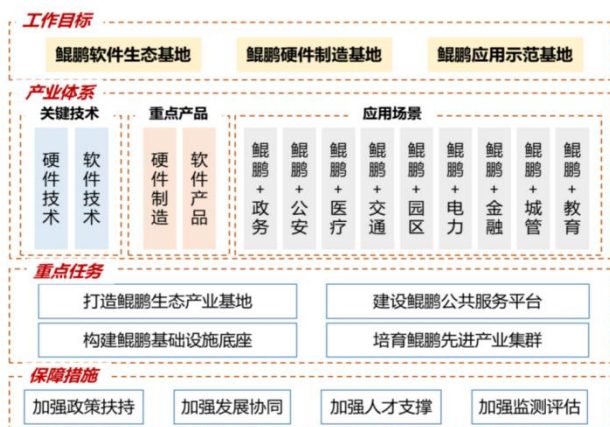 工作目标
鲲鹏软件生态基地
鲲鹏硬件制造基地
鲲鹏应用示范基地
产业体系
关键技术
重点产品
应用场景
硬件技术
软件技术
硬件制造
软件产品
鲲鹏+政务
鲲鹏+公安
鲲鹏+医疗
鲲鹏+交通
鲲鹏+园区
鲲鹏+电力
鲲鹏+金融
鲲鹏+城管
鲲鹏+教育
重点任务
打造鲲鹏生态产业基地
建设鲲鹏公共服务平台
构建鲲鹏基础设施底座
培育鲲鹏先进产业集群
保障措施
加强政策扶持
加强发展协同
加强人才支撑
加强监测评估